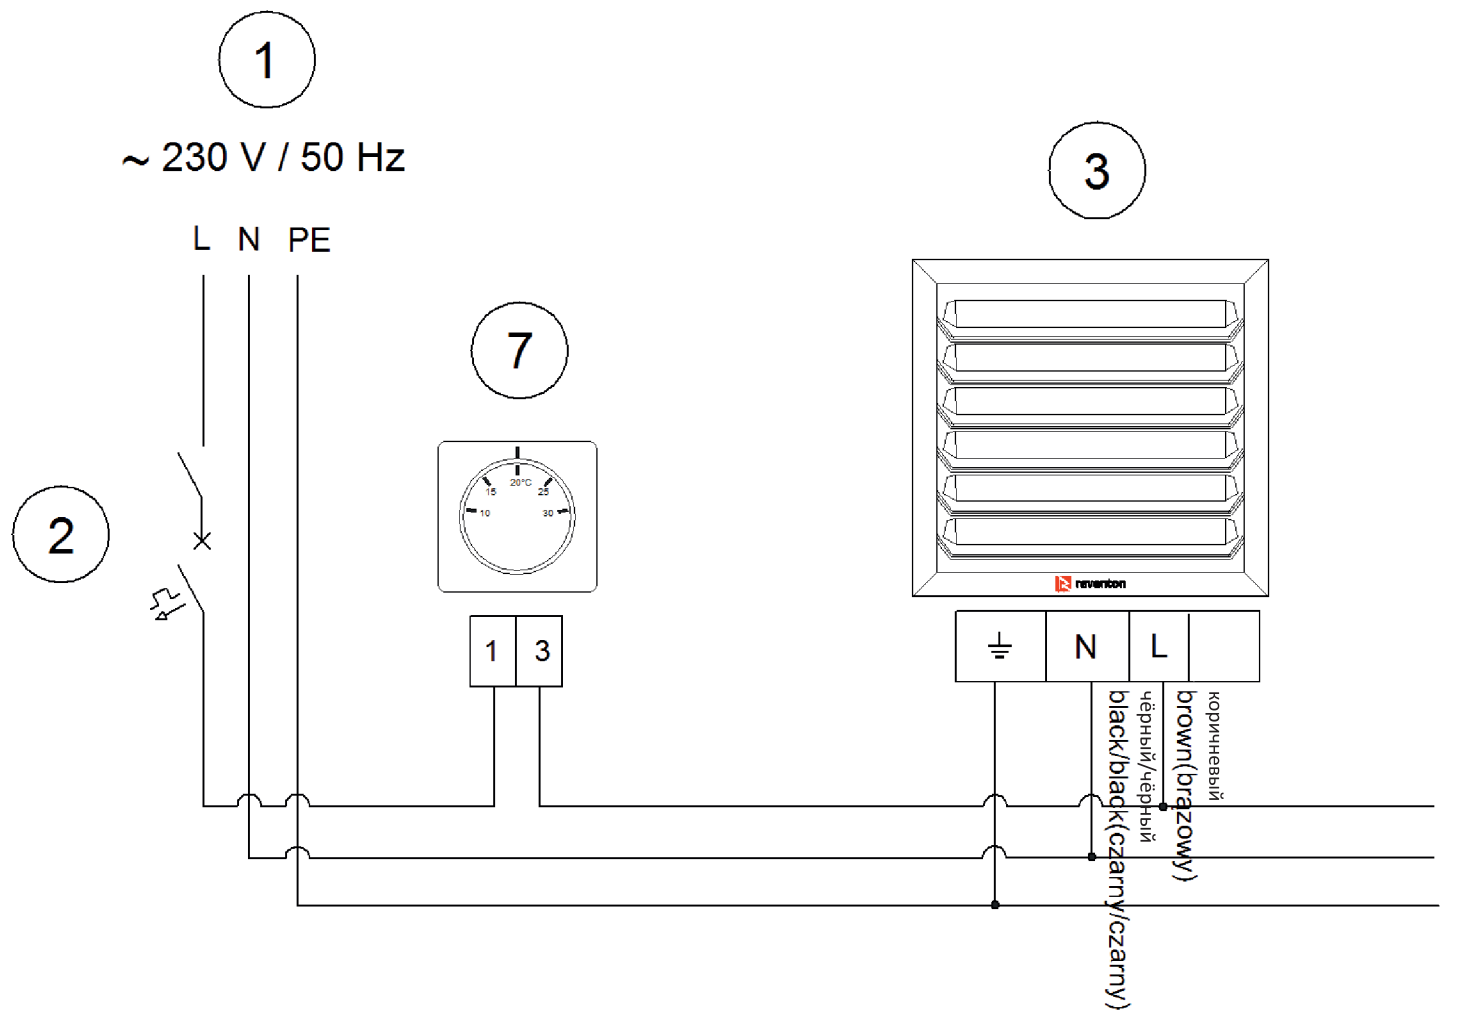 1
~ 230 V / 50 Hz
L N PE
3
7
20°C
15
25
10
30
2
raventon
1 3
N L
black/black(czarny/czarny)
чёрный/чёрный
brown(brązowy)
коричневый